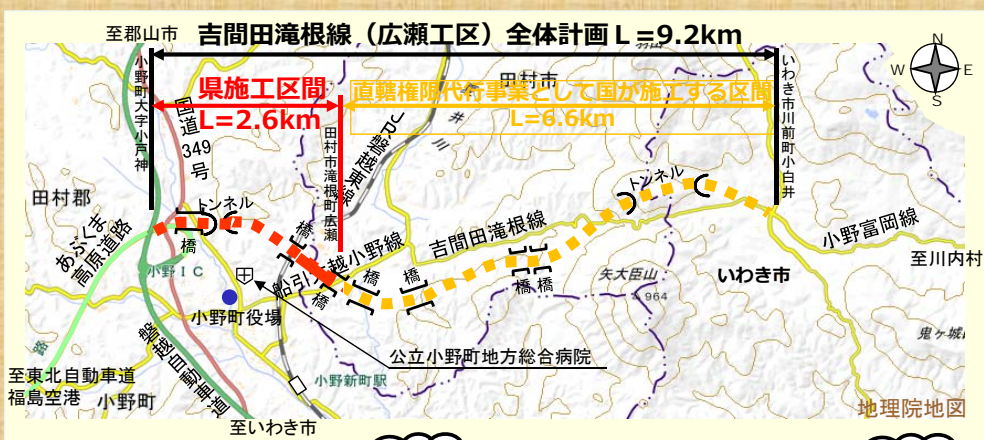 至郡山市
吉間田滝根線（広瀬工区）全体計画Ｌ＝9.2km
N
W
E
S
小野町大字小戸神
国道349号
県施工区間
L=2.6km
田村市滝根町広瀬
JR磐越東線
田村市
直轄権限代行事業として国が施工する区間
L=6.6km
いわき市川前町小白井
田村郡
あぶくま高原道路
トンネル
橋
橋
橋
橋
橋
橋
橋
トンネル
小野ＩＣ
船引
越小野線
吉間田滝根線
小野富岡線
至川内村
矢大臣山
964
いわき市
小野町役場
公立小野町地方総合病院
鬼ヶ城
路
磐越自動車道
至東北自動車道
福島空港
小野町
小野新町駅
至いわき市
地理院地図